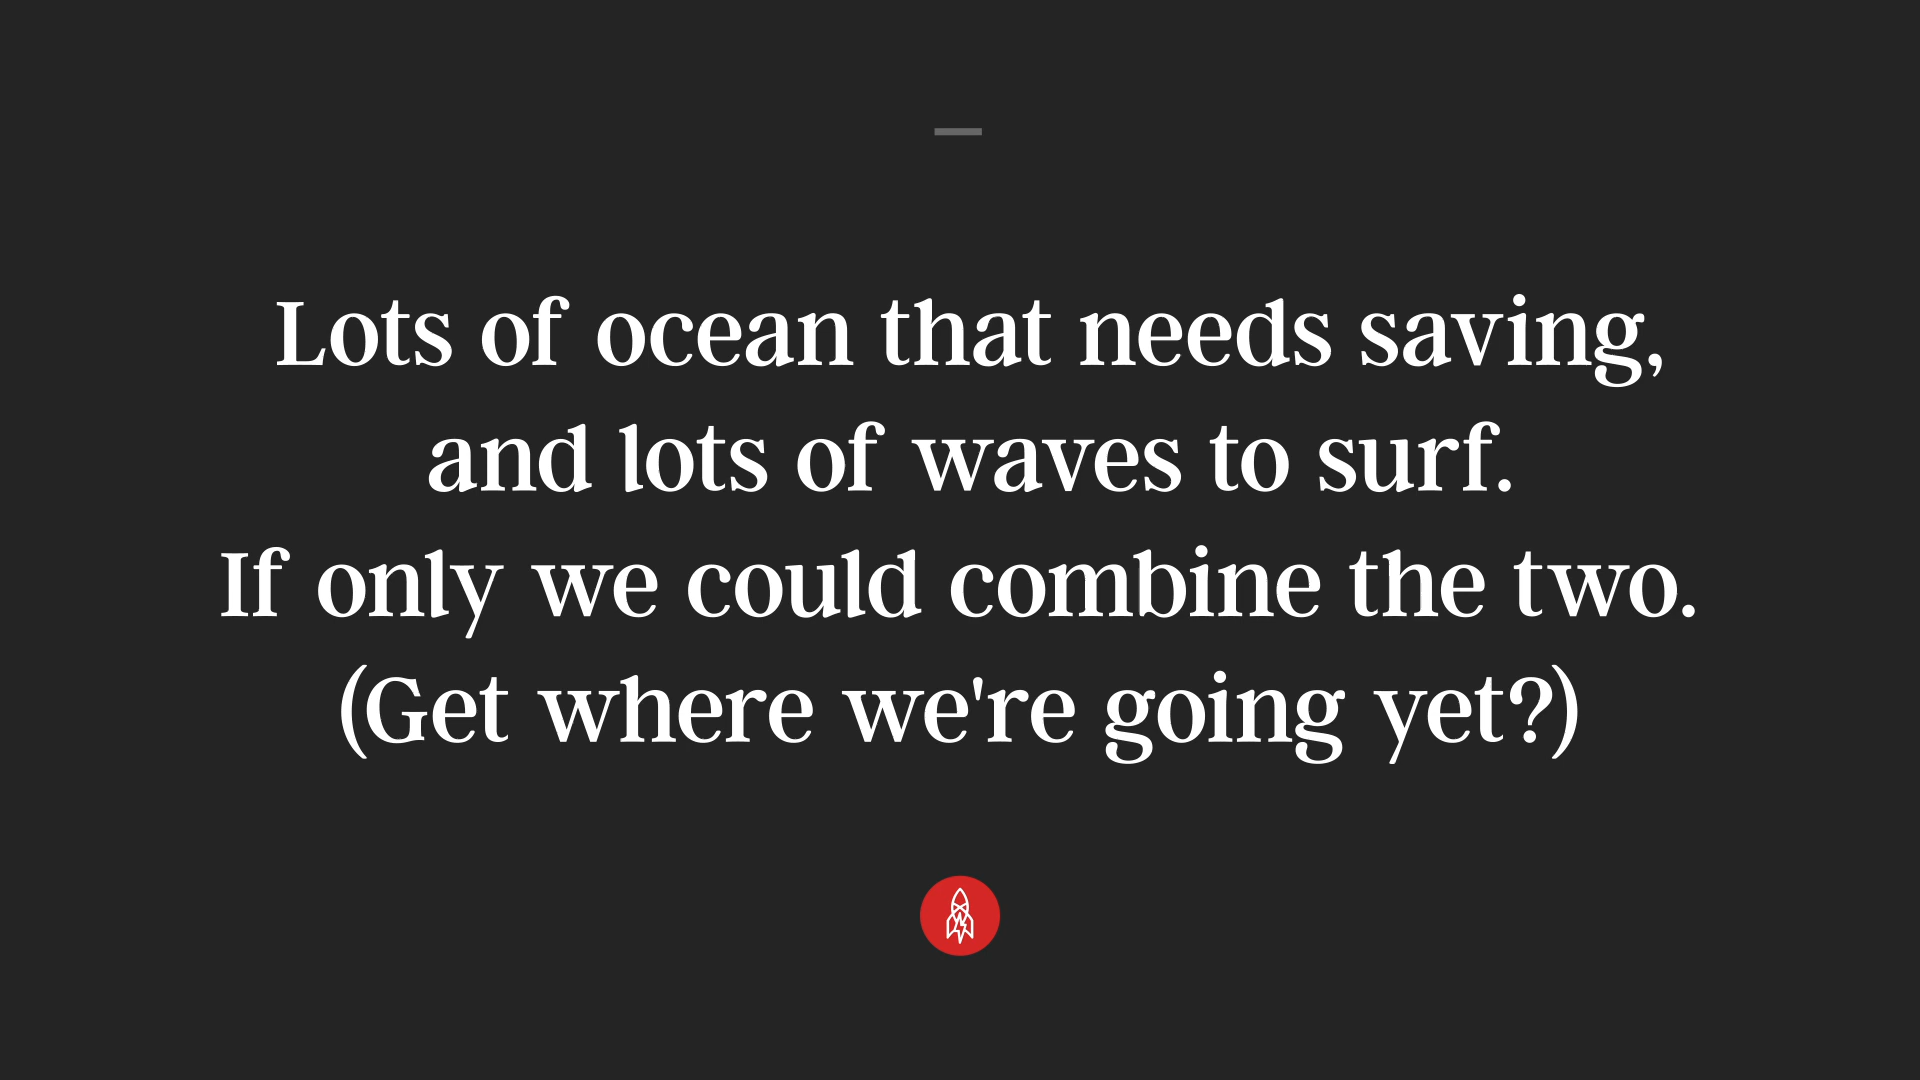 Lots of ocean that needs saving,
and lots of waves to surf.
If only we could combine the two.
(Get where we're going yet?)